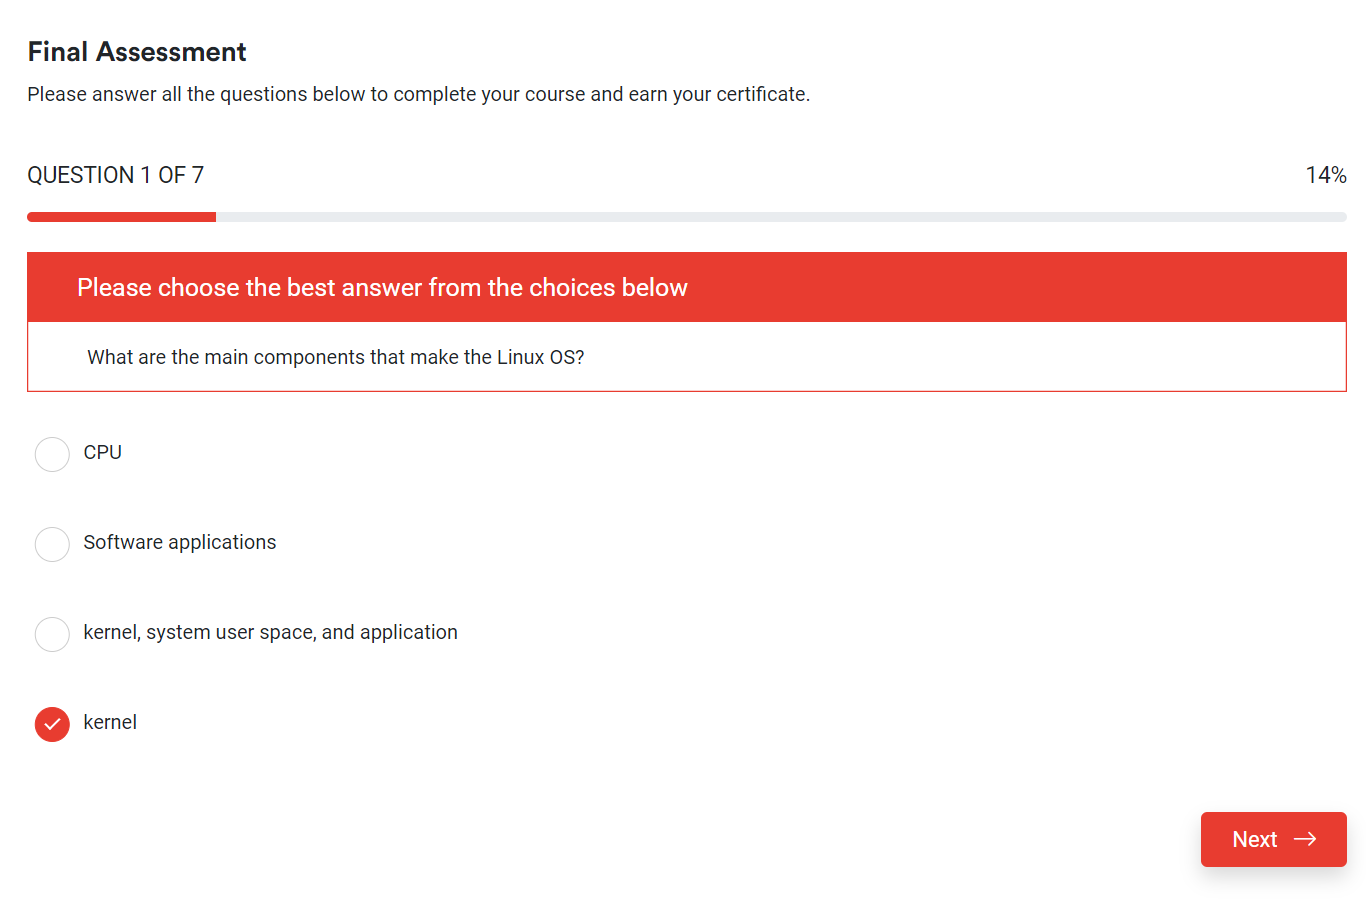 Final Assessment
Please answer all the questions below to complete your course and earn your certificate.
QUESTION 1 OF 7
14%
Please choose the best answer from the choices below
What are the main components that make the Linux OS?
CPU
Software applications
kernel, system user space, and application
kernel
Next